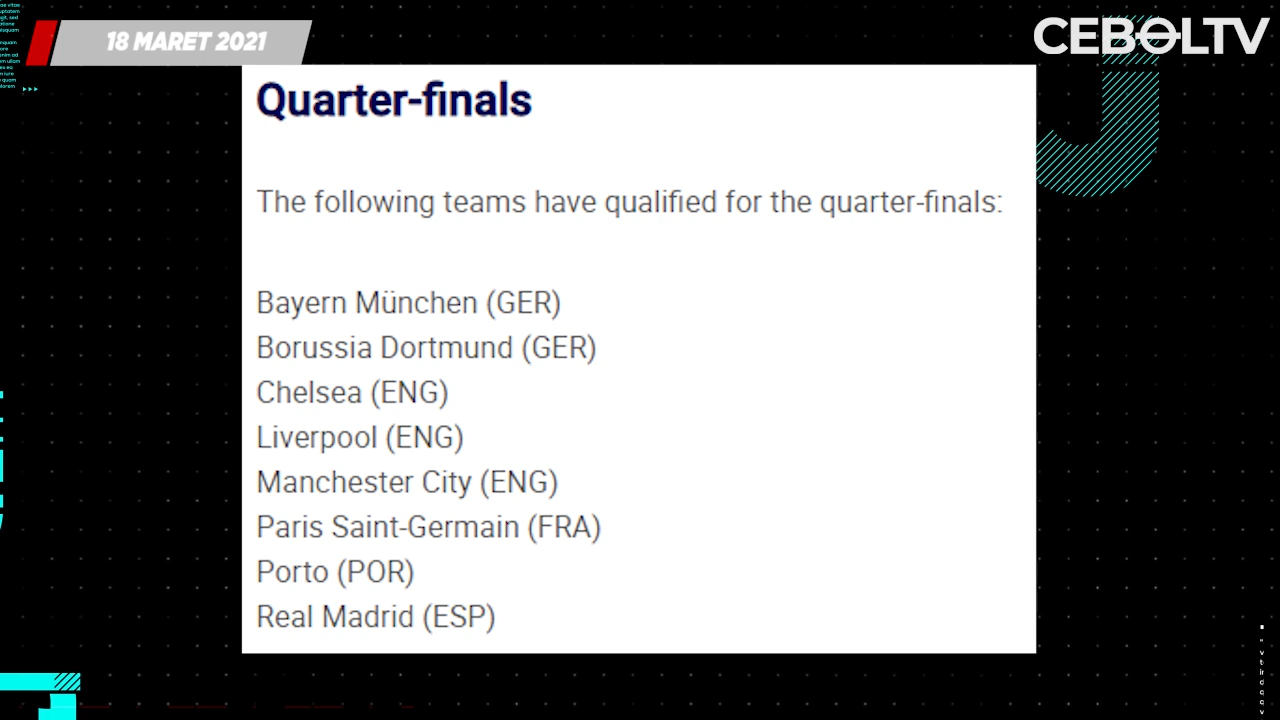 18 MARET 2021
CEBOLTV
Quarter-finals
The following teams have qualified for the quarter-finals:
Bayern München (GER)
Borussia Dortmund (GER)
Chelsea (ENG)
Liverpool (ENG)
Manchester City (ENG)
Paris Saint-Germain (FRA)
Porto (POR)
Real Madrid (ESP)